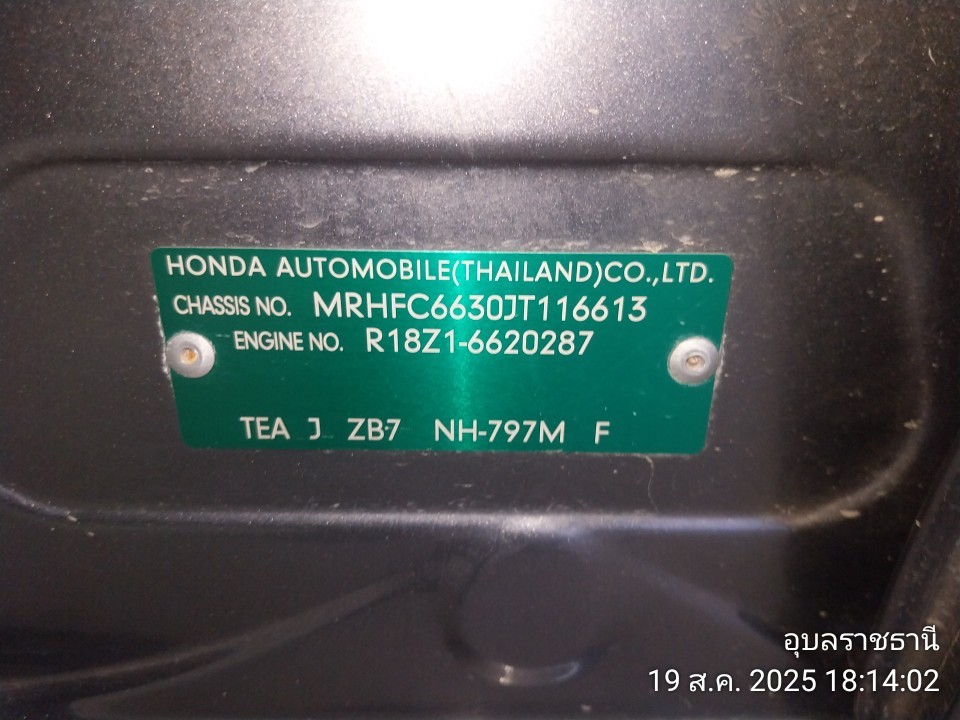 HONDA AUTOMOBILE(THAILAND)CO.,LTD.
CHASSIS NO. MRHFC6630JT116613
ENGINE NO. R18Z1-6620287
TEA J ZB7 NH-797M F
อุบลราชธานี
19 ส.ค. 2025 18:14:02